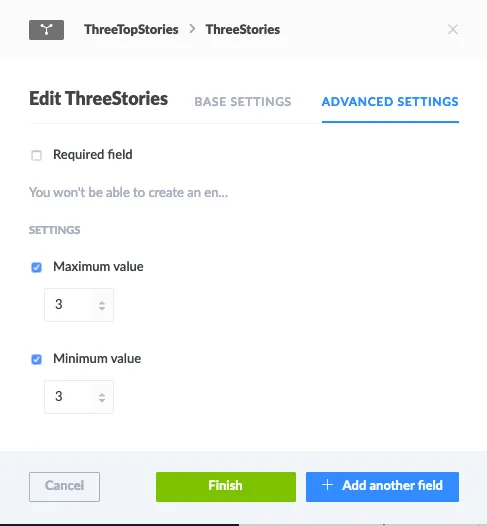 ThreeTopStories > ThreeStories
Edit ThreeStories BASE SETTINGS ADVANCED SETTINGS
Required field
You won't be able to create an en...
SETTINGS
Maximum value
3
Minimum value
3
Cancel Finish + Add another field